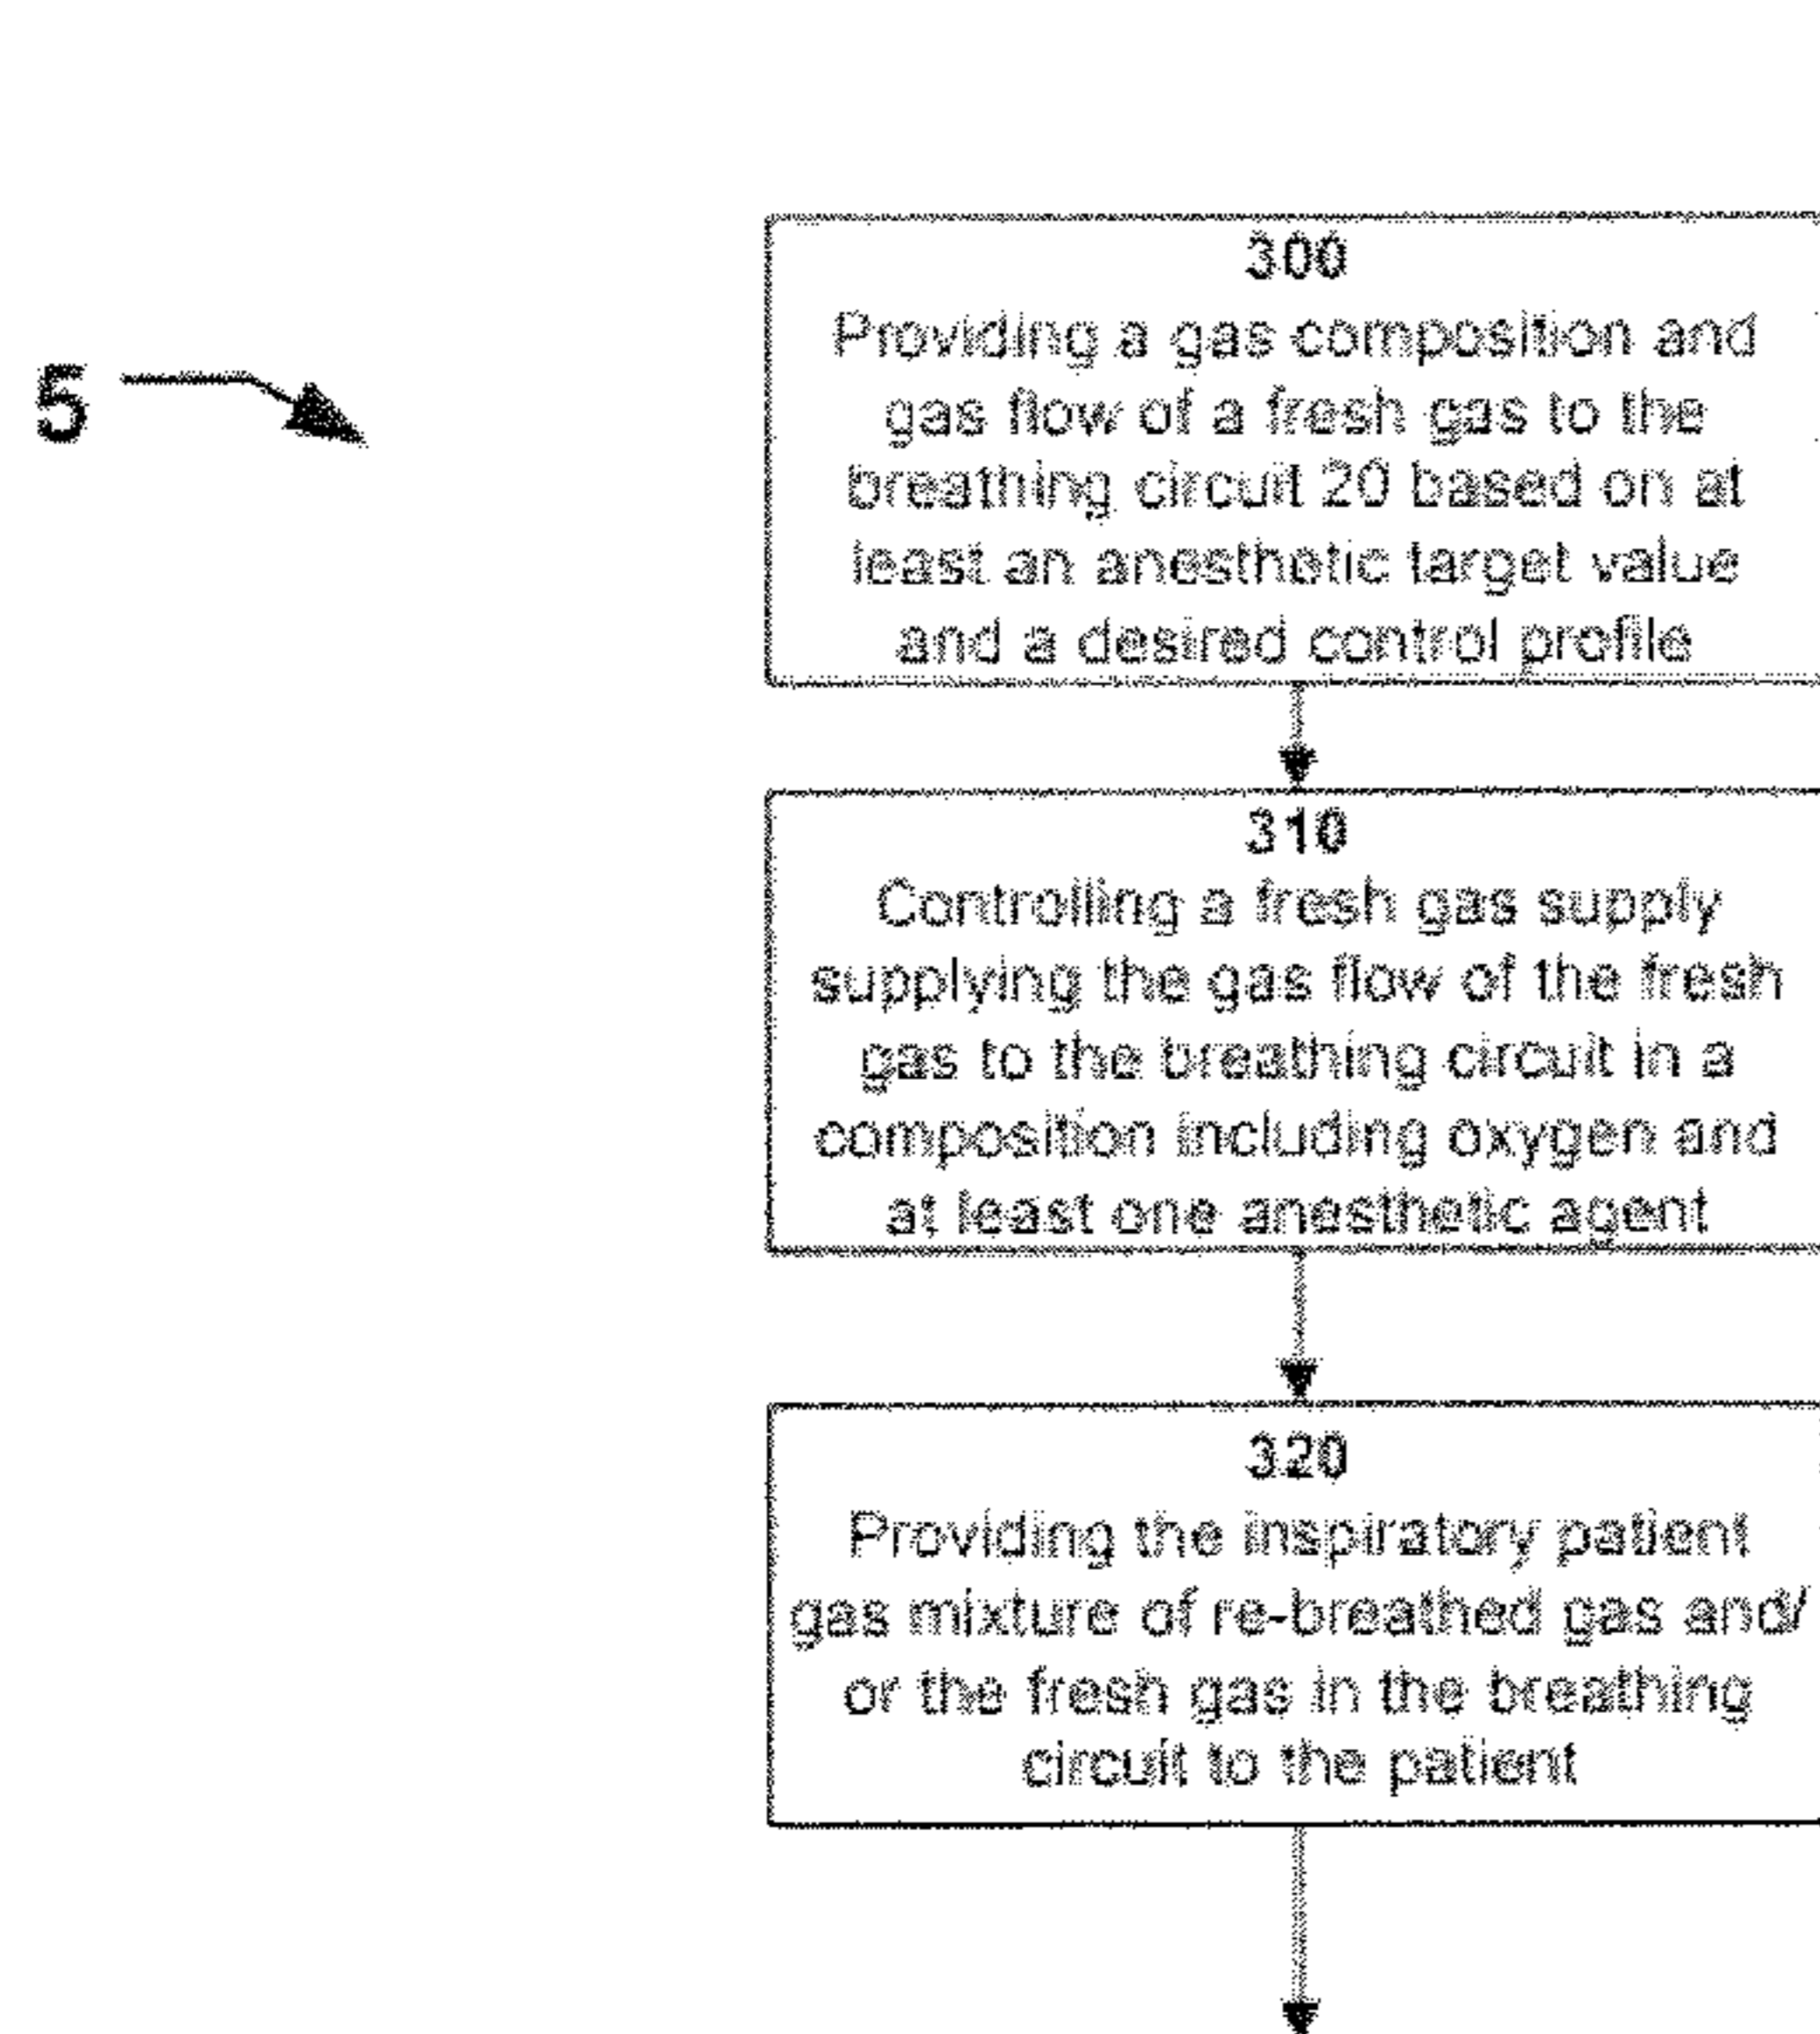 5
300
Providing a gas composition and
gas flow of a fresh gas to the
breathing circuit 20 based on at
least an anesthetic target value
and a desired control profile
310
Controlling a fresh gas supply
supplying the gas flow of the fresh
gas to the breathing circuit in a
composition including oxygen and
at least one anesthetic agent
320
Providing the inspiratory patient
gas mixture of re-breathed gas and/
or the fresh gas in the breathing
circuit to the patient